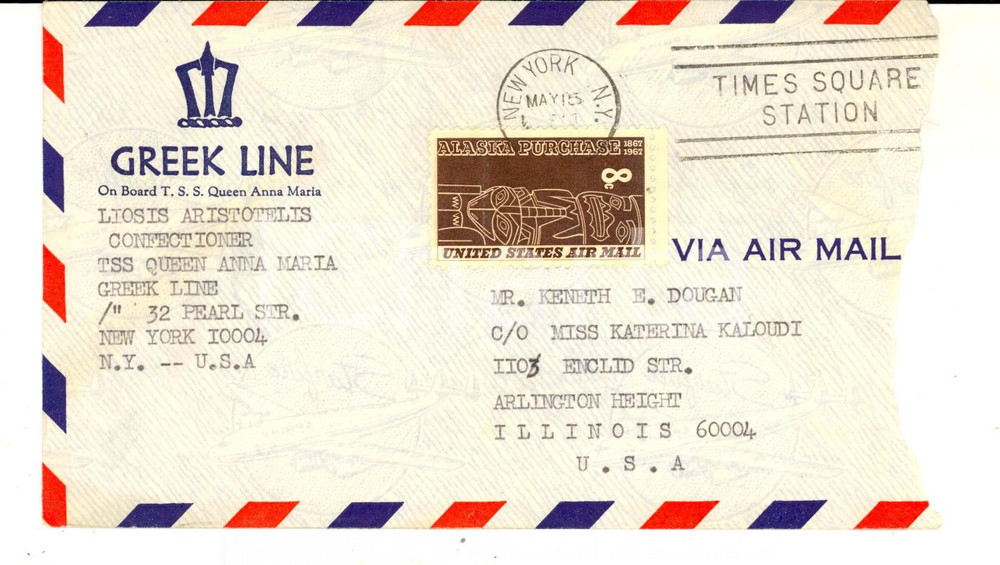 GREEK LINE
On Board T. S. S. Queen Anna Maria
LIOSIS ARISTOTELIS
CONFECTIONER
TSS QUEEN ANNA MARIA
GREEK LINE
/" 32 PEARL STR.
NEW YORK I0004
N.Y. -- U.S.A
NEW YORK N.Y.
MAY 13
TIMES SQUARE
STATION
ALASKA PURCHASE 1867
1967
8c
UNITED STATES AIR MAIL
VIA AIR MAIL
MR. KENETH E. DOUGAN
C/O MISS KATERINA KALOUDI
II03 ENCLID STR.
ARLINGTON HEIGHT
ILLINOIS 60004
U.S.A